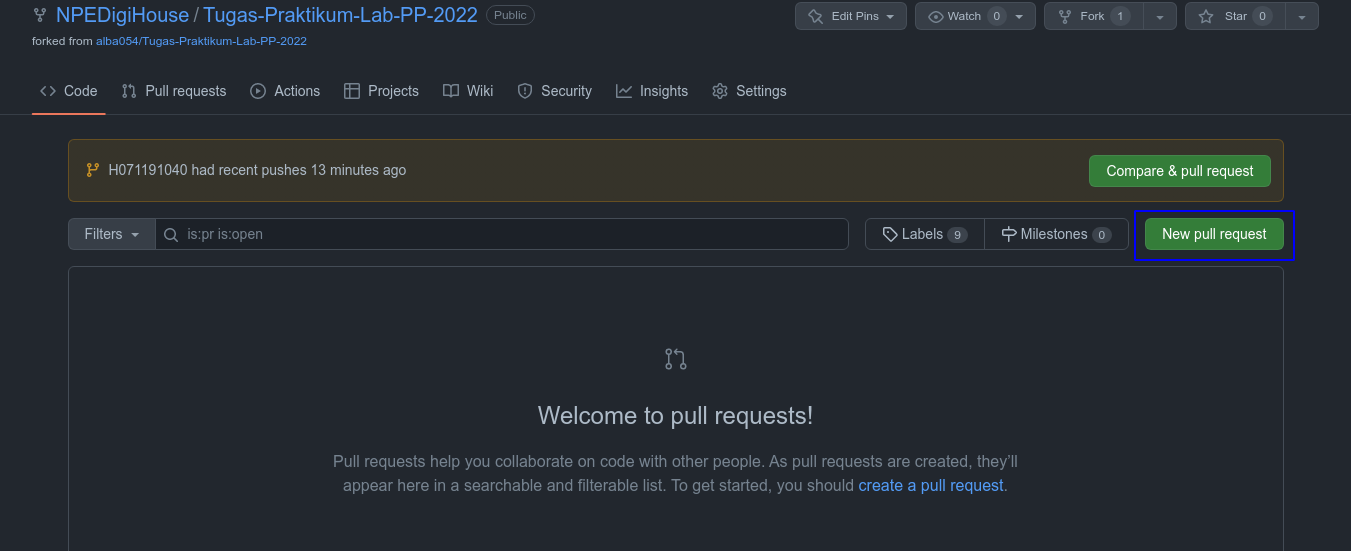 NPEDigiHouse / Tugas-Praktikum-Lab-PP-2022 Public
Edit Pins Watch 0 Fork 1 Star 0
forked from alba054/Tugas-Praktikum-Lab-PP-2022
Code Pull requests Actions Projects Wiki Security Insights Settings
H071191040 had recent pushes 13 minutes ago Compare & pull request
Filters is:pr is:open Labels 9 Milestones 0 New pull request
Welcome to pull requests!
Pull requests help you collaborate on code with other people. As pull requests are created, they'll
appear here in a searchable and filterable list. To get started, you should create a pull request.